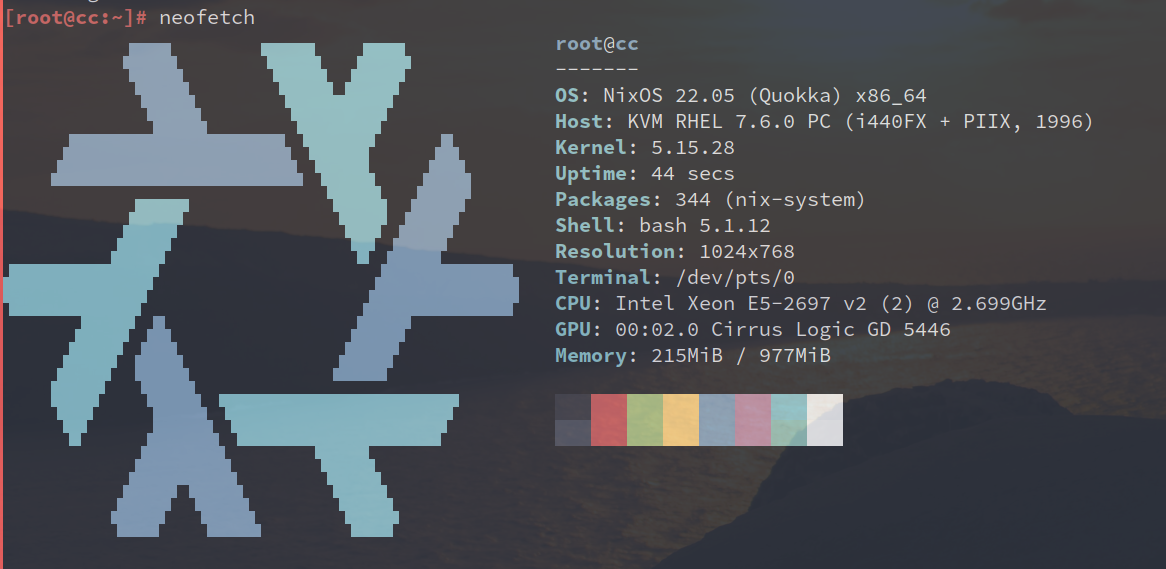 [root@cc:~]# neofetch
root@cc
-------
OS: NixOS 22.05 (Quokka) x86_64
Host: KVM RHEL 7.6.0 PC (i440FX + PIIX, 1996)
Kernel: 5.15.28
Uptime: 44 secs
Packages: 344 (nix-system)
Shell: bash 5.1.12
Resolution: 1024x768
Terminal: /dev/pts/0
CPU: Intel Xeon E5-2697 v2 (2) @ 2.699GHz
GPU: 00:02.0 Cirrus Logic GD 5446
Memory: 215MiB / 977MiB